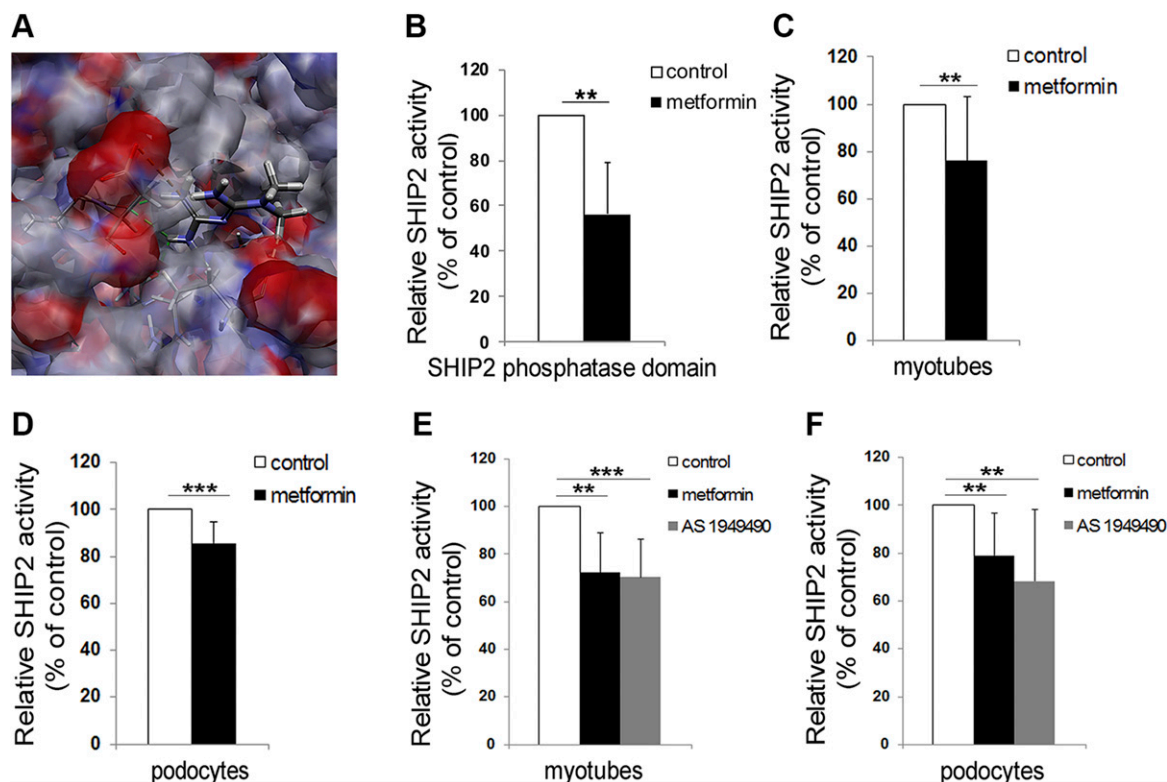 A
B
Relative SHIP2 activity
(% of control)
120
100
80
60
40
20
0
**
control
metformin
SHIP2 phosphatase domain
C
Relative SHIP2 activity
(% of control)
120
100
80
60
40
20
0
**
control
metformin
myotubes
D
Relative SHIP2 activity
(% of control)
120
100
80
60
40
20
0
***
control
metformin
podocytes
E
Relative SHIP2 activity
(% of control)
120
100
80
60
40
20
0
***
**
control
metformin
AS 1949490
myotubes
F
Relative SHIP2 activity
(% of control)
120
100
80
60
40
20
0
**
**
control
metformin
AS 1949490
podocytes